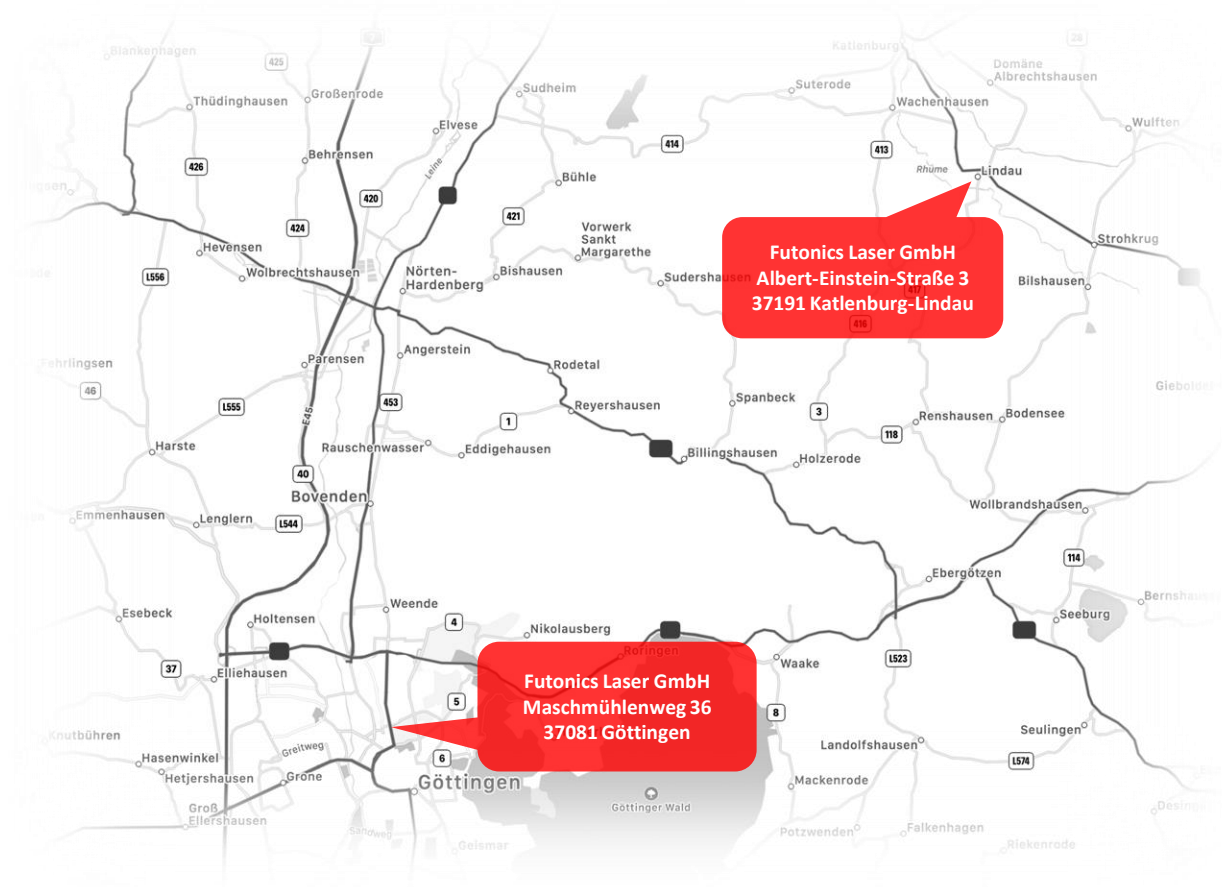 Katlenburg
28
Blankenhagen
425
Domäne
Albrechtshausen
Großenrode
Sudheim
Suterode
Thüdinghausen
Wachenhausen
Elvese
Wulften
414
413
Behrensen
Leine
426
Rhume
Lindau
Bühle
420
421
424
Vorwerk
Sankt
Margarethe
Strohkrug
Hevensen
L556
Wolbrechtshausen
Nörten-
Hardenberg
Bishausen
Sudershausen
Bilshausen
Futonics Laser GmbH
Albert-Einstein-Straße 3
37191 Katlenburg-Lindau
417
416
Angerstein
Parensen
Fehrlingsen
Rodetal
46
L555
E45
453
1
Reyershausen
Spanbeck
3
Renshausen
Bodensee
118
Harste
Rauschenwasser
Eddigehausen
Billingshausen
Holzerode
40
Bovenden
Wollbrandshausen
Emmenhausen
Lenglern
L544
114
Ebergötzen
Esebeck
Weende
Holtensen
4
Nikolausberg
Seeburg
Roringen
37
Elliehausen
Waake
L523
Futonics Laser GmbH
Maschmühlenweg 36
37081 Göttingen
5
8
Knutbühren
Greitweg
6
Landolfshausen
Seulingen
Hasenwinkel
Hetjershausen
Grone
Göttingen
L574
Mackenrode
Groß
Ellershausen
Göttinger Wald
Sandweg
Potzwenden
Falkenhagen
Geismar
Riekenrode